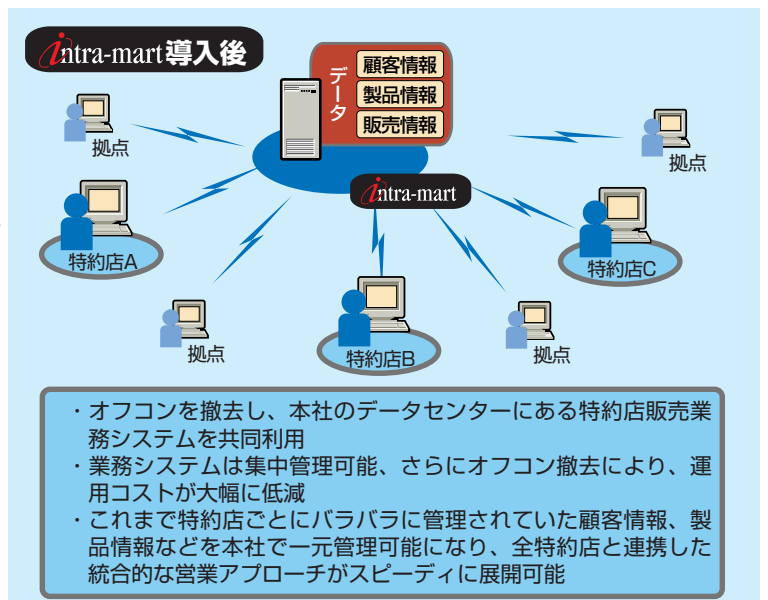 intra-mart導入後
データ
顧客情報
製品情報
販売情報
拠点
拠点
intra-mart
特約店A
特約店C
拠点
特約店B
拠点
・オフコンを撤去し、本社のデータセンターにある特約店販売業
務システムを共同利用
・業務システムは集中管理可能、さらにオフコン撤去により、運
用コストが大幅に低減
・これまで特約店ごとにバラバラに管理されていた顧客情報、製
品情報などを本社で一元管理可能になり、全特約店と連携した
統合的な営業アプローチがスピーディに展開可能